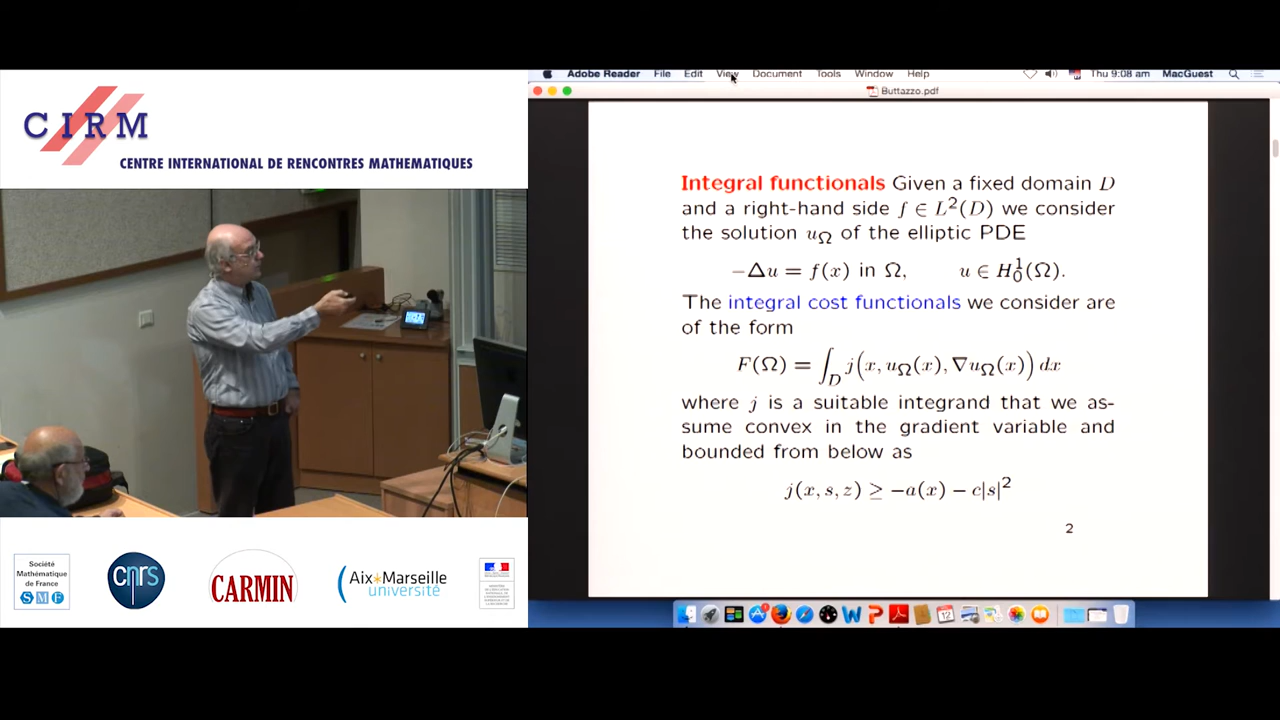 CIRM
CENTRE INTERNATIONAL DE RENCONTRES MATHEMATIQUES
Adobe Reader File Edit View Document Tools Window Help Thu 9:08 am MacGuest
Buttazzo.pdf
Integral functionals Given a fixed domain D
and a right-hand side f ∈ L²(D) we consider
the solution u_Ω of the elliptic PDE
−Δu = f(x) in Ω, u ∈ H¹₀(Ω).
The integral cost functionals we consider are
of the form
F(Ω) = ∫_D j(x, u_Ω(x), ∇u_Ω(x)) dx
where j is a suitable integrand that we as-
sume convex in the gradient variable and
bounded from below as
j(x, s, z) ≥ −a(x) − c|s|²
2
Société
Mathématique
de France
SMF
cnrs
CARMIN
Aix*Marseille
université